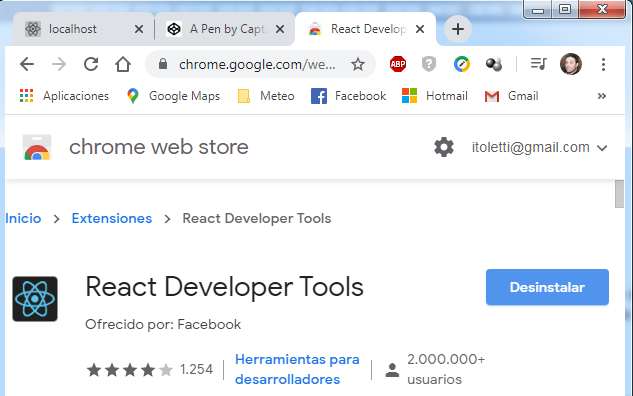 localhost
A Pen by Capt
React Develop
chrome.google.com/we...
ABP
Aplicaciones
Google Maps
Meteo
Facebook
Hotmail
Gmail
»
chrome web store
itoletti@gmail.com
Inicio > Extensiones > React Developer Tools
React Developer Tools
Desinstalar
Ofrecido por: Facebook
1.254
Herramientas para
desarrolladores
2.000.000+
usuarios